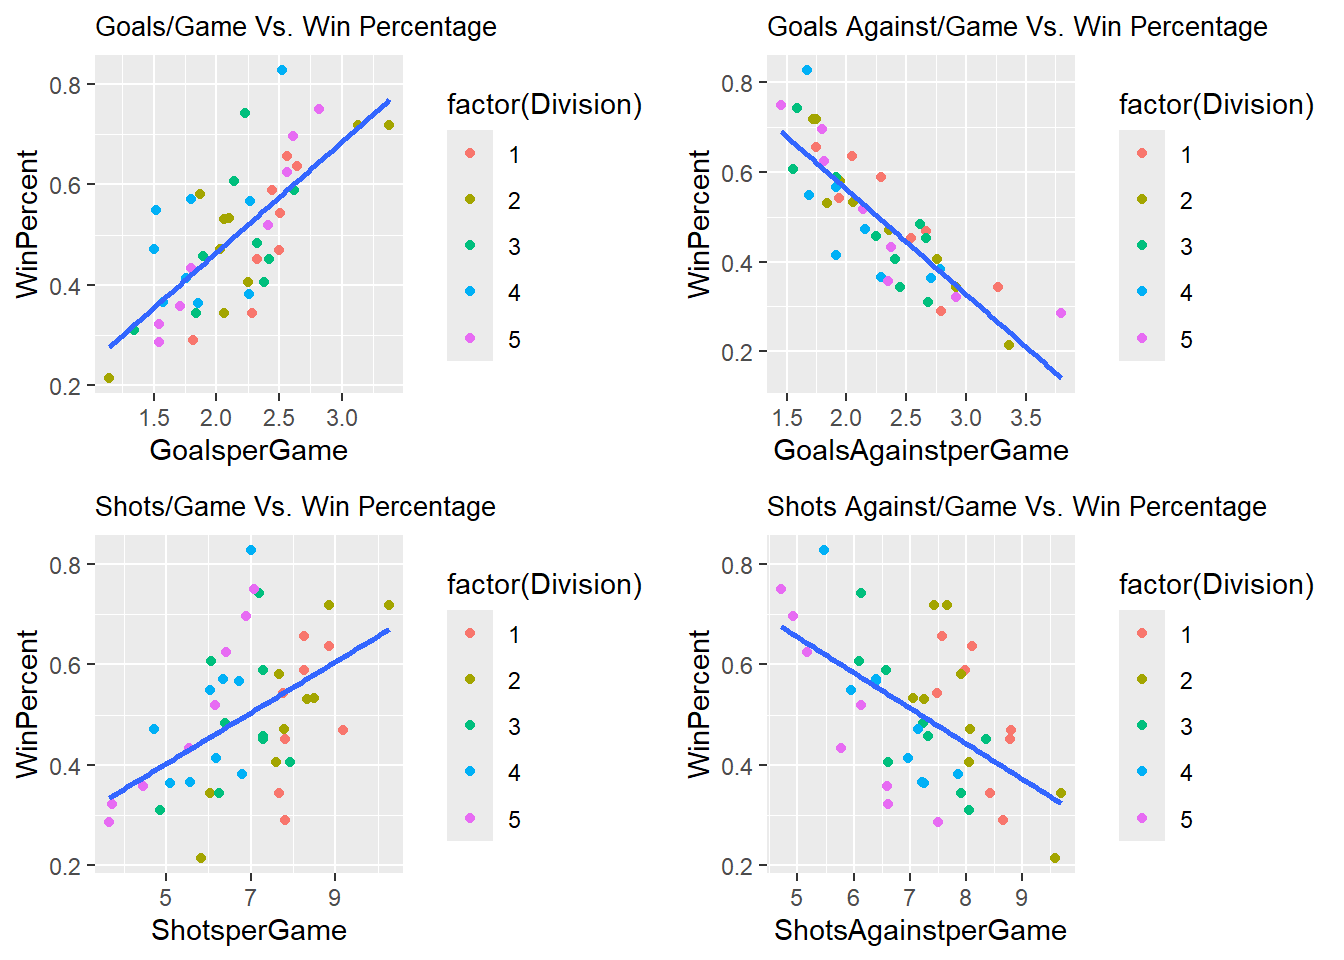 Goals/Game Vs. Win Percentage
WinPercent
0.8
0.6
0.4
0.2
1.5 2.0 2.5 3.0
GoalsperGame
factor(Division)
1
2
3
4
5
Goals Against/Game Vs. Win Percentage
WinPercent
0.8
0.6
0.4
0.2
1.5 2.0 2.5 3.0 3.5
GoalsAgainstperGame
factor(Division)
1
2
3
4
5
Shots/Game Vs. Win Percentage
WinPercent
0.8
0.6
0.4
0.2
5 7 9
ShotsperGame
factor(Division)
1
2
3
4
5
Shots Against/Game Vs. Win Percentage
WinPercent
0.8
0.6
0.4
0.2
5 6 7 8 9
ShotsAgainstperGame
factor(Division)
1
2
3
4
5